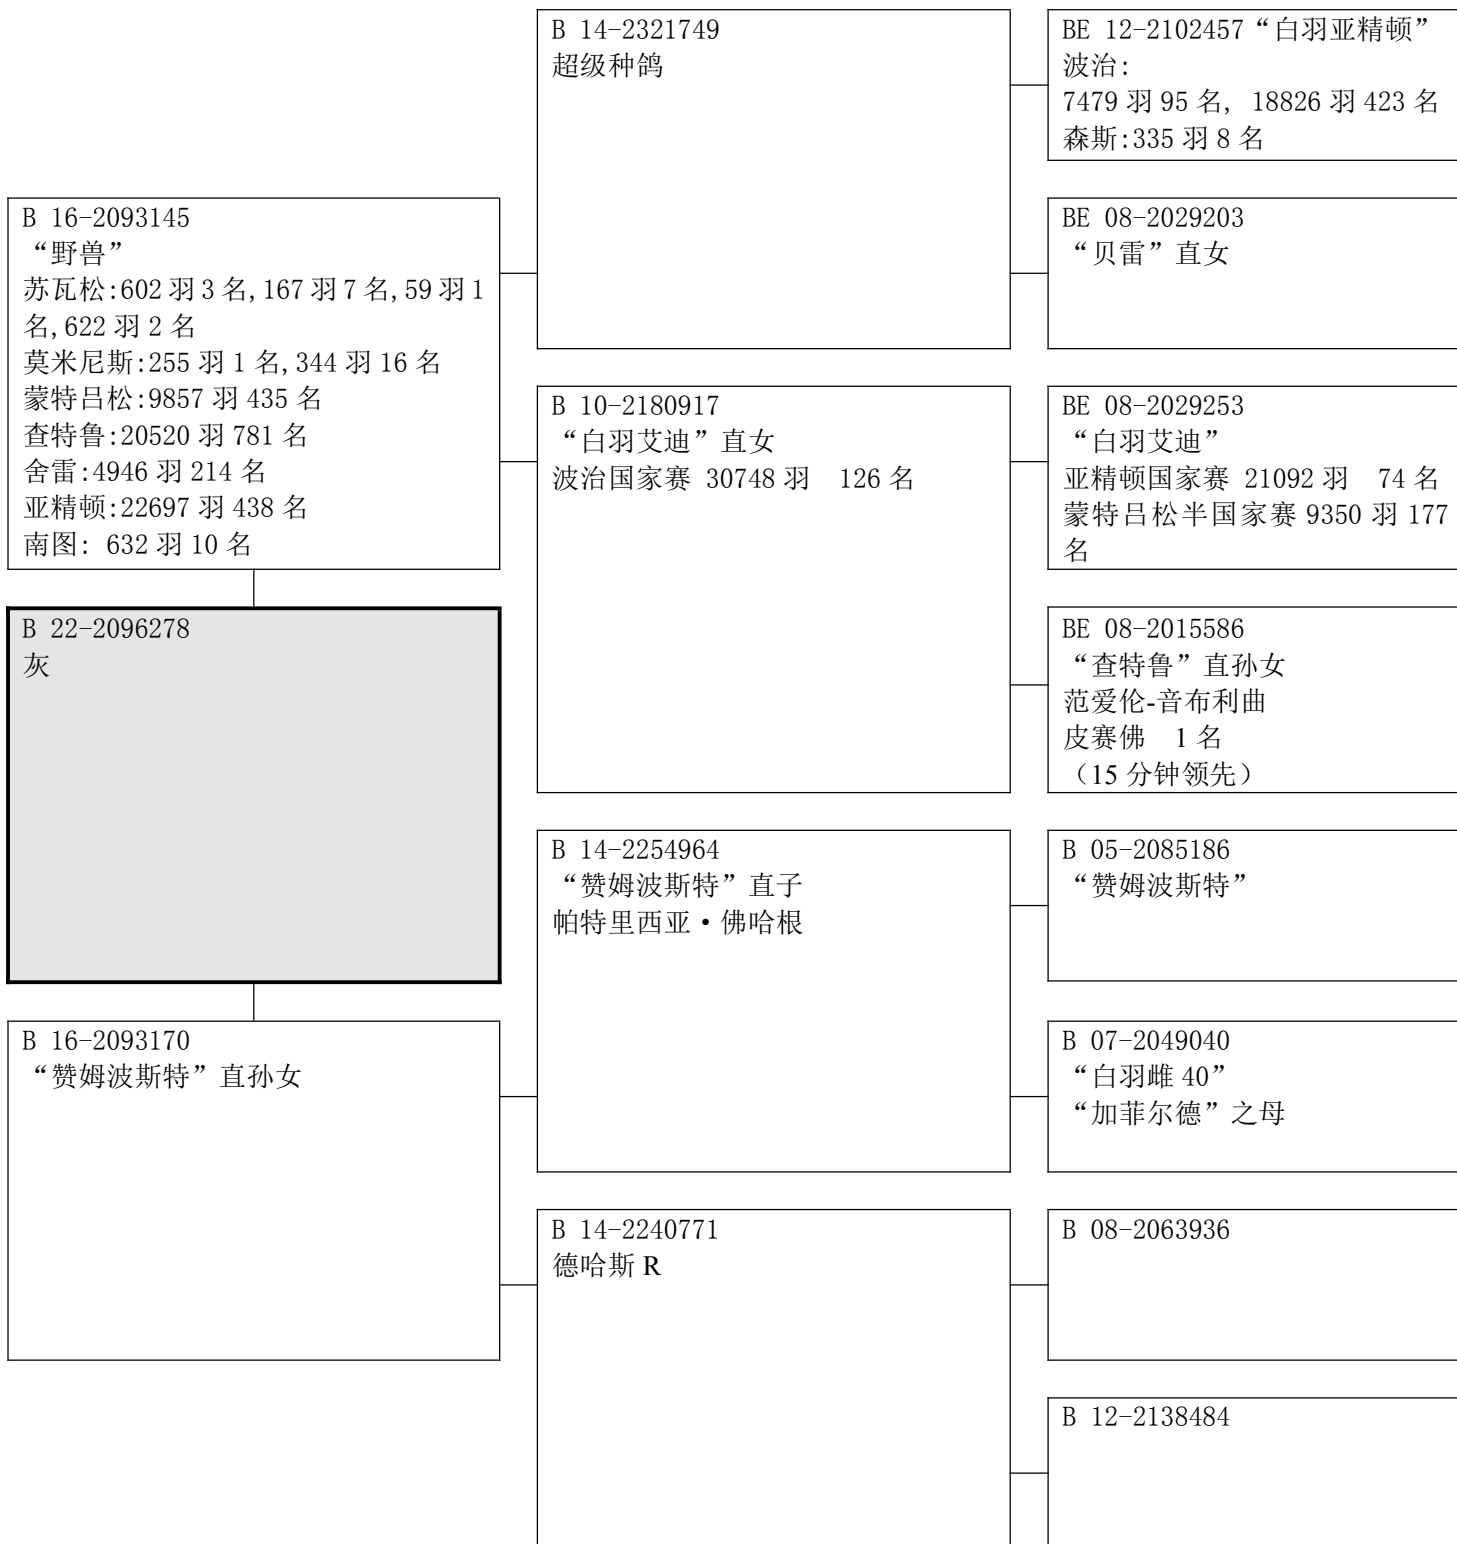 B 16-2093145
“野兽”
苏瓦松:602 羽 3 名, 167 羽 7 名, 59 羽 1
名, 622 羽 2 名
莫米尼斯:255 羽 1 名, 344 羽 16 名
蒙特吕松:9857 羽 435 名
查特鲁:20520 羽 781 名
舍雷:4946 羽 214 名
亚精顿:22697 羽 438 名
南图: 632 羽 10 名
B 22-2096278
灰
B 16-2093170
“赞姆波斯特”直孙女
B 14-2321749
超级种鸽
B 10-2180917
“白羽艾迪”直女
波治国家赛 30748 羽 126 名
B 14-2254964
“赞姆波斯特”直子
帕特里西亚·佛哈根
B 14-2240771
德哈斯 R
BE 12-2102457 “白羽亚精顿”
波治:
7479 羽 95 名, 18826 羽 423 名
森斯:335 羽 8 名
BE 08-2029203
“贝雷”直女
BE 08-2029253
“白羽艾迪”
亚精顿国家赛 21092 羽 74 名
蒙特吕松半国家赛 9350 羽 177
名
BE 08-2015586
“查特鲁”直孙女
范爱伦-音布利曲
皮赛佛 1 名
（15 分钟领先）
B 05-2085186
“赞姆波斯特”
B 07-2049040
“白羽雌 40”
“加菲尔德”之母
B 08-2063936
B 12-2138484